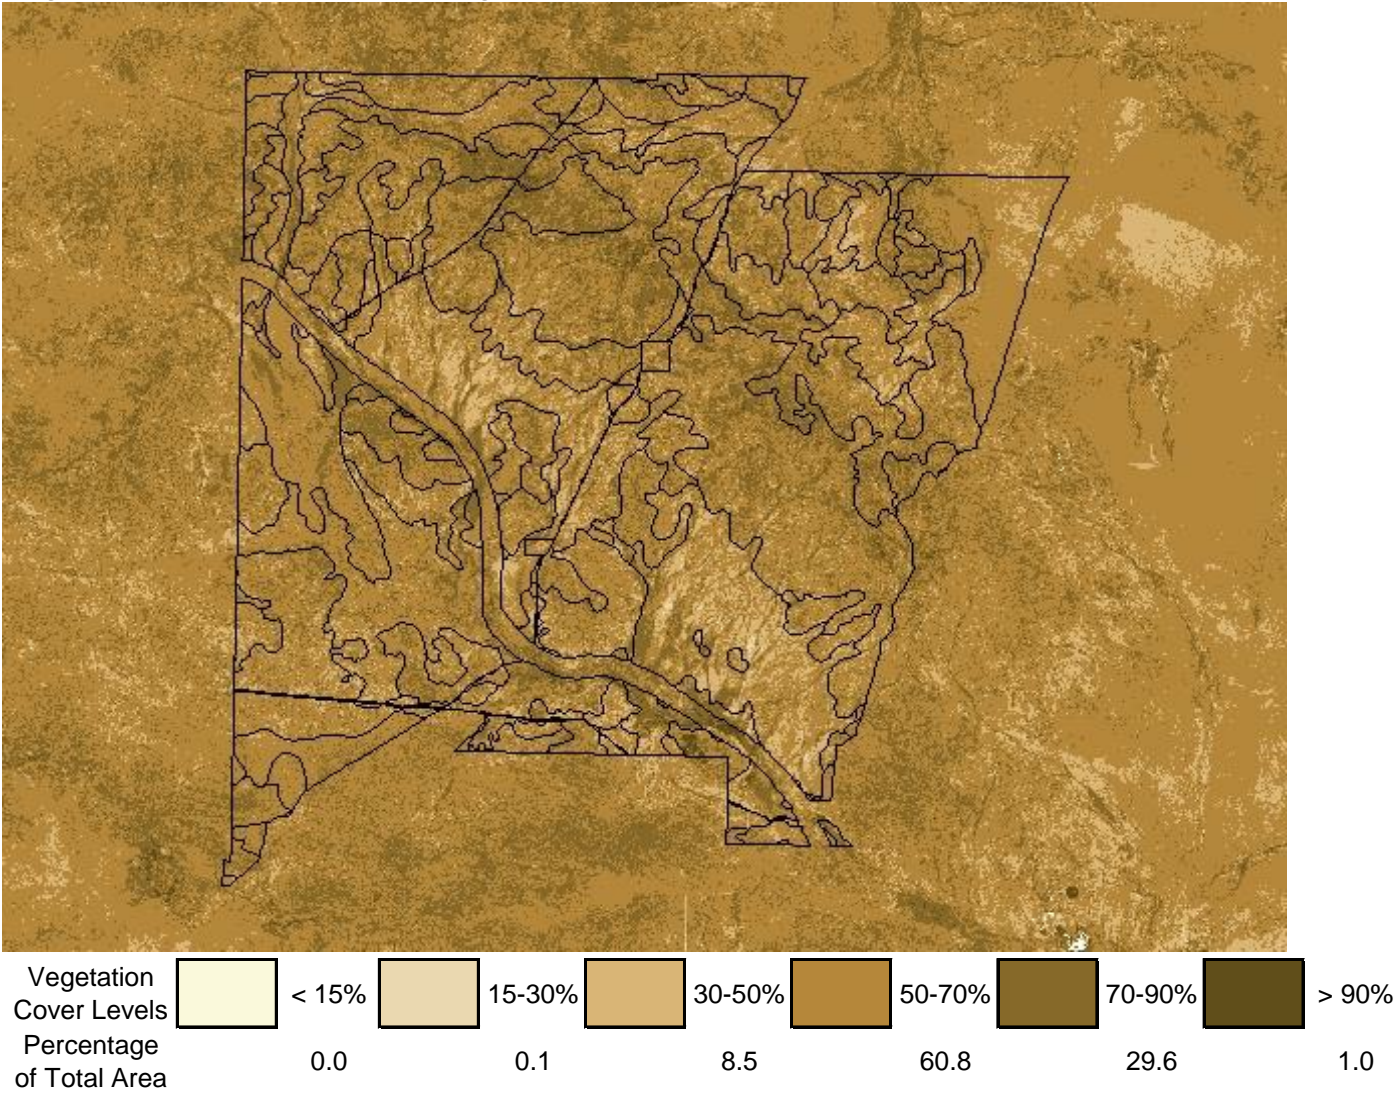 Vegetation
Cover Levels
< 15% 15-30% 30-50% 50-70% 70-90% > 90%
Percentage
of Total Area
0.0 0.1 8.5 60.8 29.6 1.0